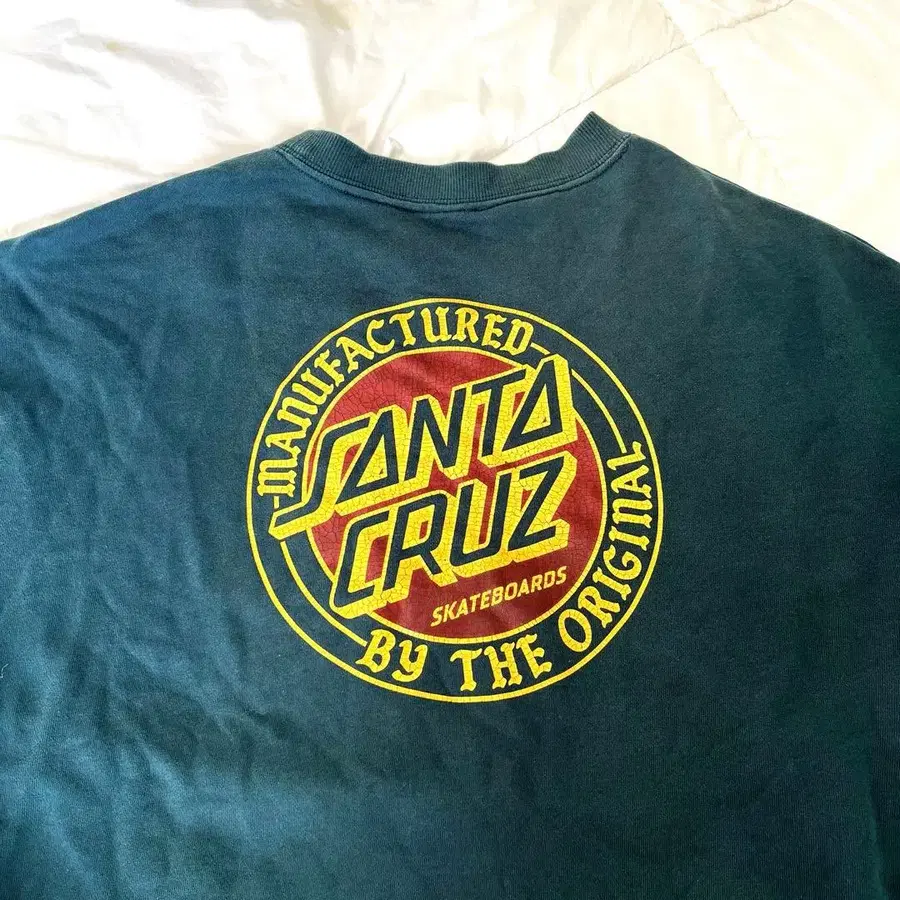 MANUFACTURED
SANTA
CRUZ
SKATEBOARDS
BY THE ORIGINAL